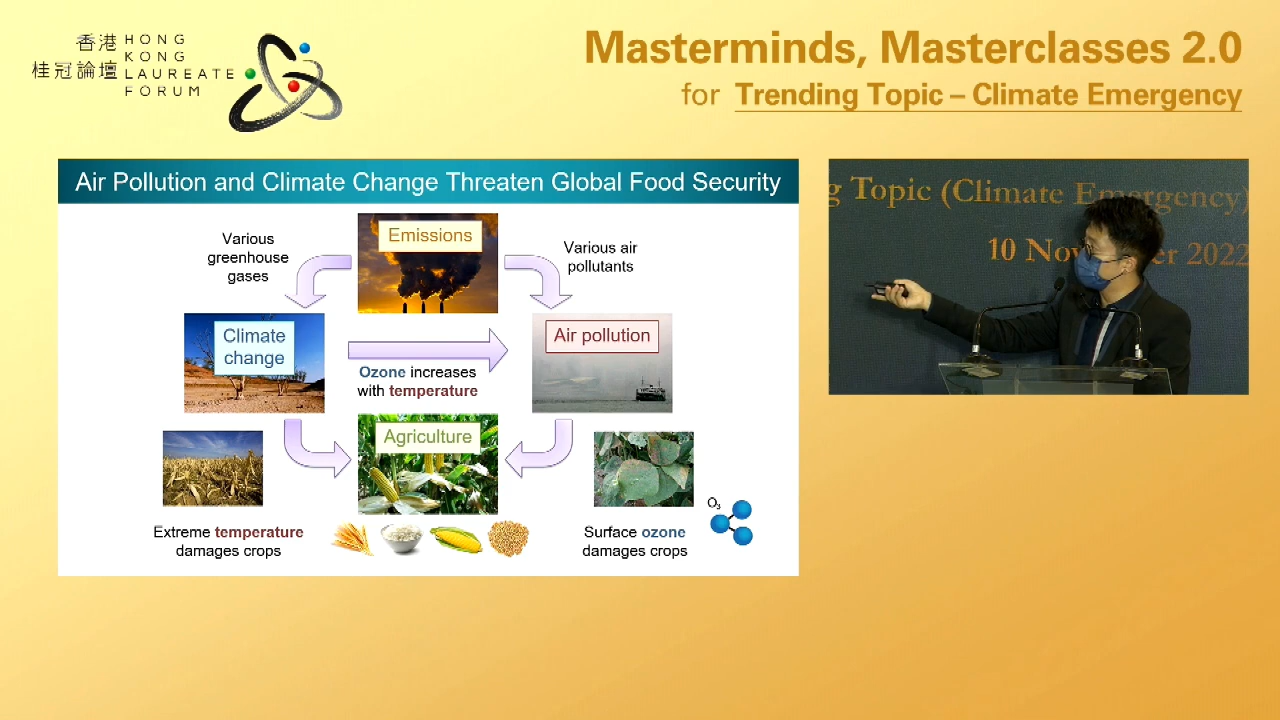 香港
桂冠論壇
HONG
KONG
LAUREATE
FORUM
Masterminds, Masterclasses 2.0
for Trending Topic – Climate Emergency
Air Pollution and Climate Change Threaten Global Food Security
Various
greenhouse
gases
Emissions
Various air
pollutants
Climate
change
Ozone increases
with temperature
Air pollution
Agriculture
Extreme temperature
damages crops
Surface ozone
damages crops
O3
Topic (Climate Emergency)
10 2022